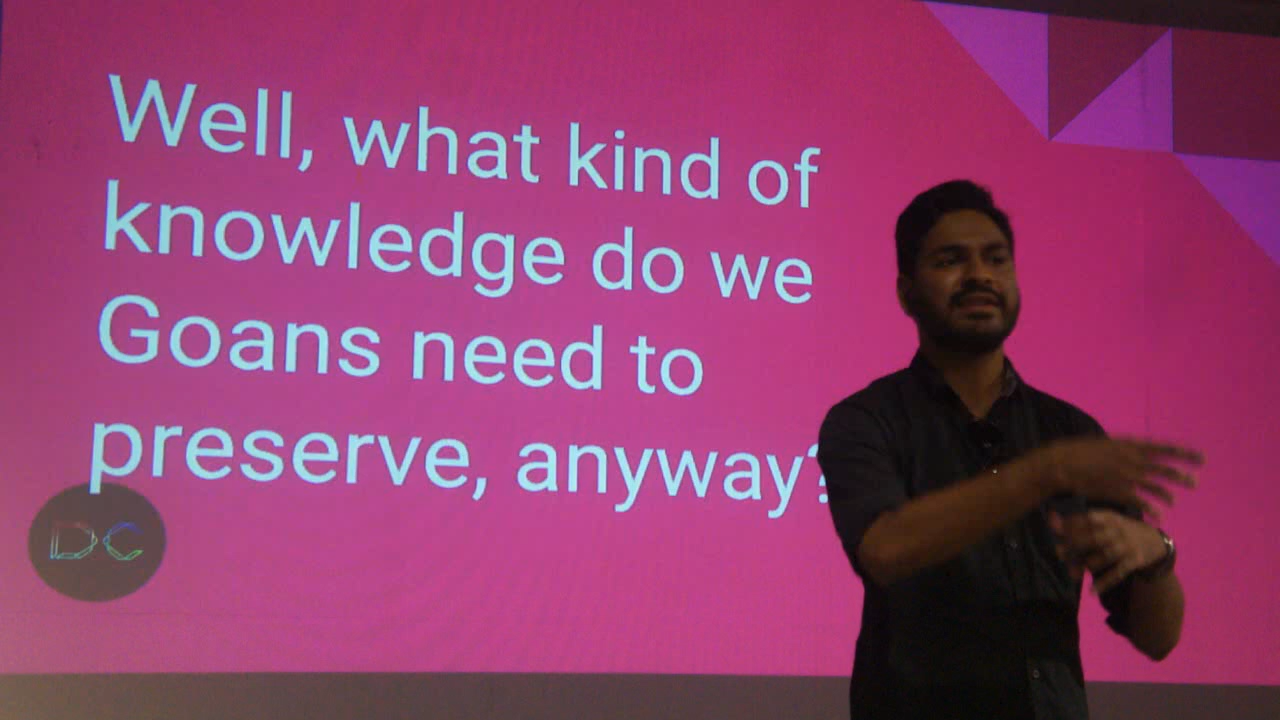 Well, what kind of
knowledge do we
Goans need to
preserve, anyway?
DC